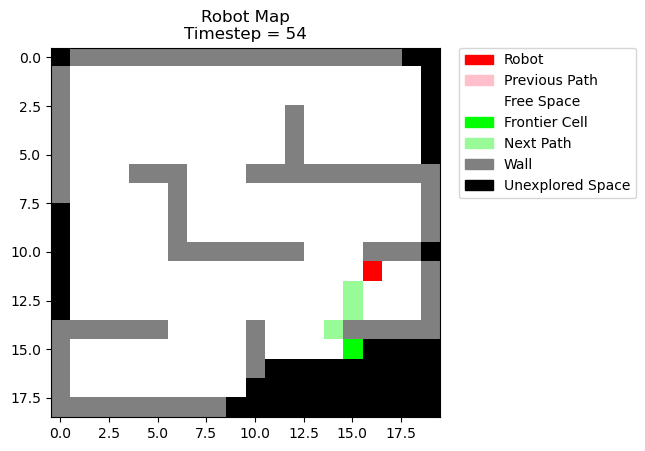 Robot Map
Timestep = 54
0.0
2.5
5.0
7.5
10.0
12.5
15.0
17.5
0.0
2.5
5.0
7.5
10.0
12.5
15.0
17.5
Robot
Previous Path
Free Space
Frontier Cell
Next Path
Wall
Unexplored Space